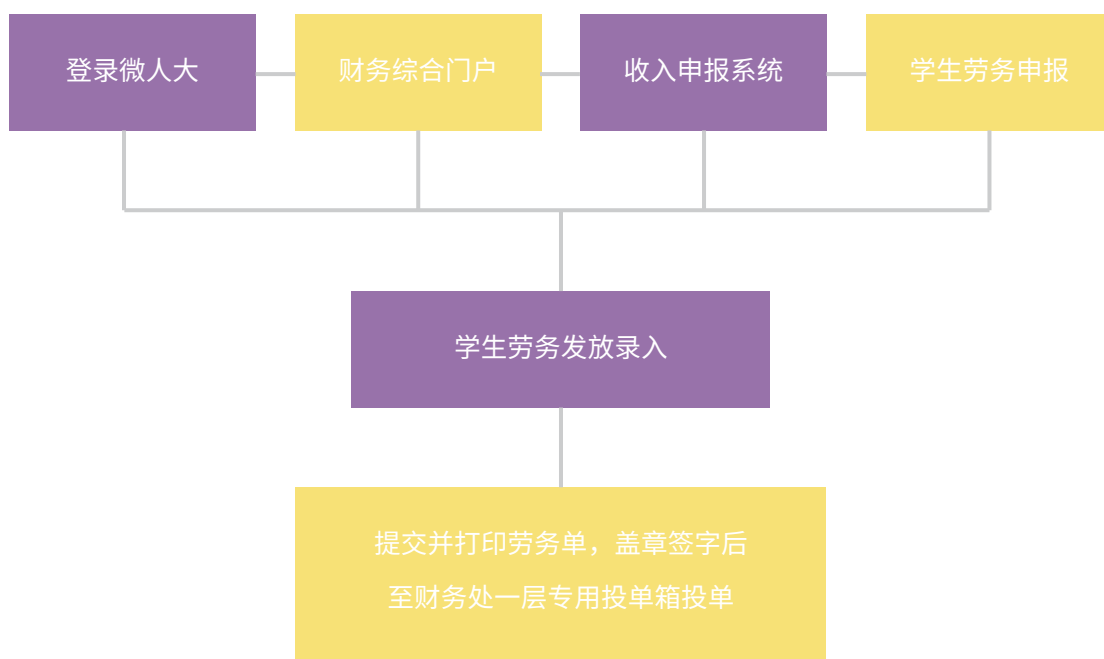 登录微人大
财务综合门户
收入申报系统
学生劳务申报
学生劳务发放录入
提交并打印劳务单，盖章签字后
至财务处一层专用投单箱投单